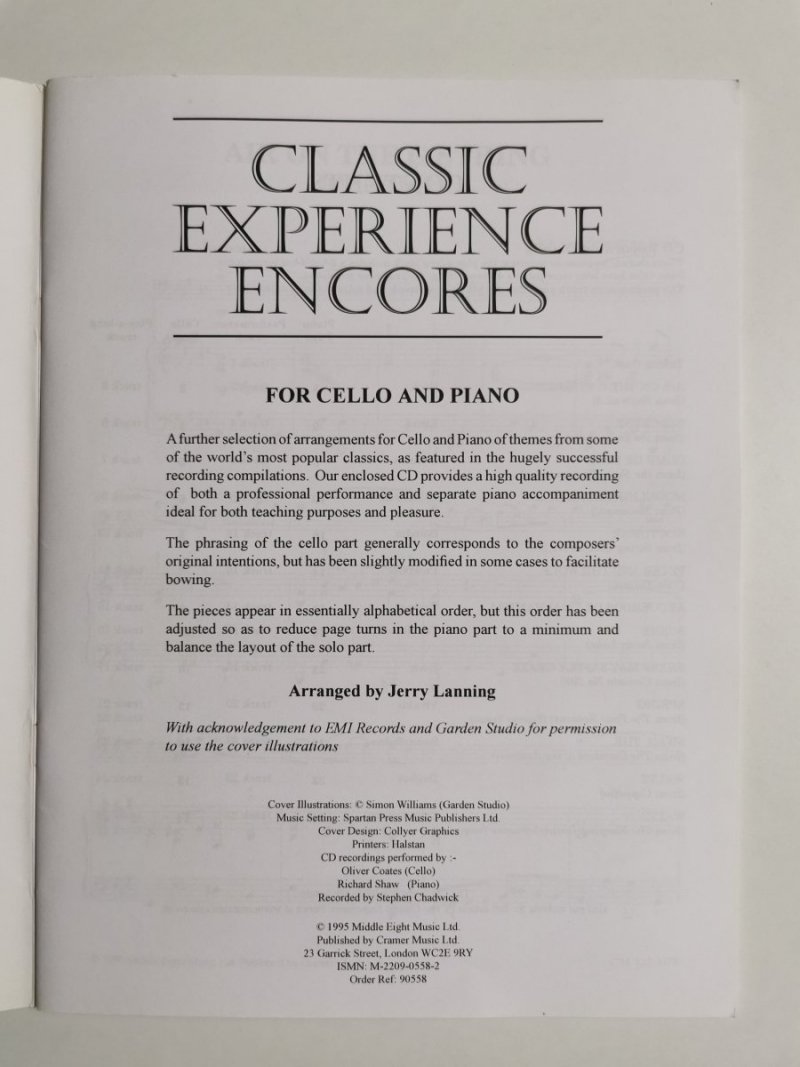 CLASSIC
EXPERIENCE
ENCORES
FOR CELLO AND PIANO
A further selection of arrangements for Cello and Piano of themes from some
of the world's most popular classics, as featured in the hugely successful
recording compilations. Our enclosed CD provides a high quality recording
of both a professional performance and separate piano accompaniment
ideal for both teaching purposes and pleasure.
The phrasing of the cello part generally corresponds to the composers'
original intentions, but has been slightly modified in some cases to facilitate
bowing.
The pieces appear in essentially alphabetical order, but this order has been
adjusted so as to reduce page turns in the piano part to a minimum and
balance the layout of the solo part.
Arranged by Jerry Lanning
With acknowledgement to EMI Records and Garden Studio for permission
to use the cover illustrations
Cover Illustrations: © Simon Williams (Garden Studio)
Music Setting: Spartan Press Music Publishers Ltd.
Cover Design: Collyer Graphics
Printers: Halstan
CD recordings performed by :-
Oliver Coates (Cello)
Richard Shaw (Piano)
Recorded by Stephen Chadwick
© 1995 Middle Eight Music Ltd.
Published by Cramer Music Ltd.
23 Garrick Street, London WC2E 9RY
ISMN: M-2209-0558-2
Order Ref: 90558